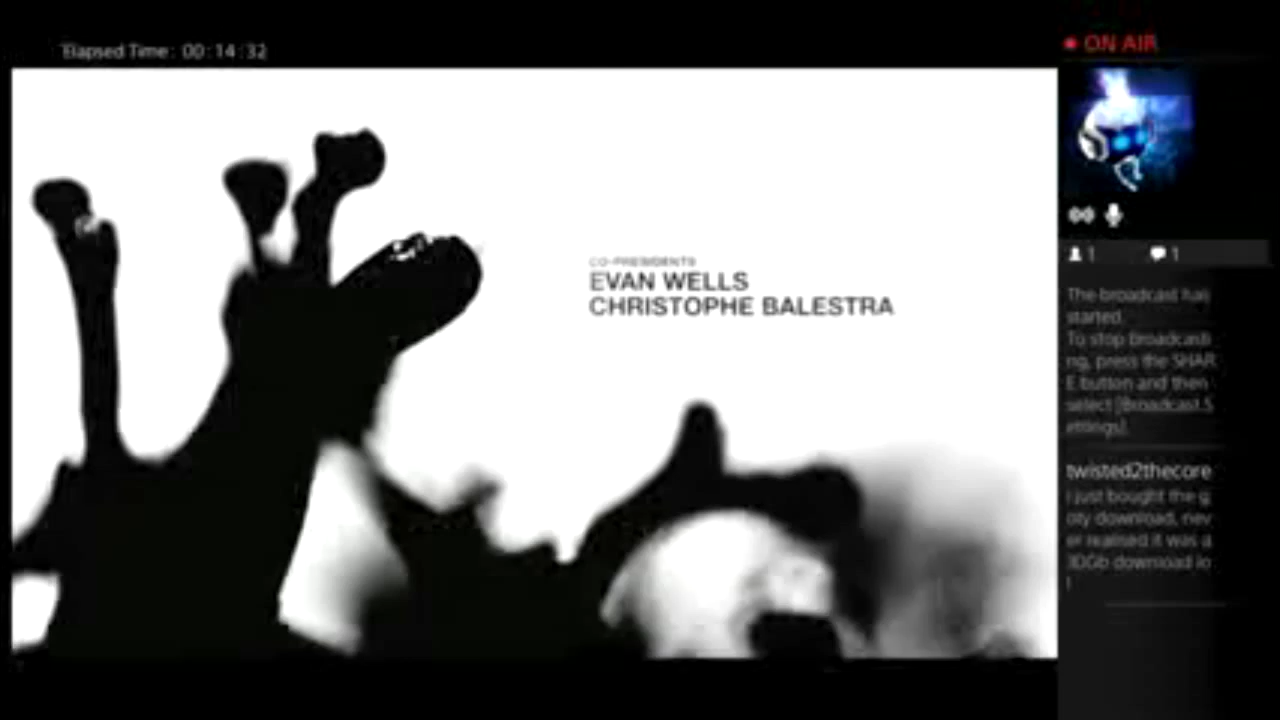 Elapsed Time: 00:14:32
ON AIR
CO-PRESIDENTS
EVAN WELLS
CHRISTOPHE BALESTRA
1 1
The broadcast has
started.
To stop broadcasti
ng, press the SHAR
E button and then
select [Broadcast S
ettings].
twisted2thecore
i just bought the g
oty download, nev
er realised it was a
30Gb download lo
l